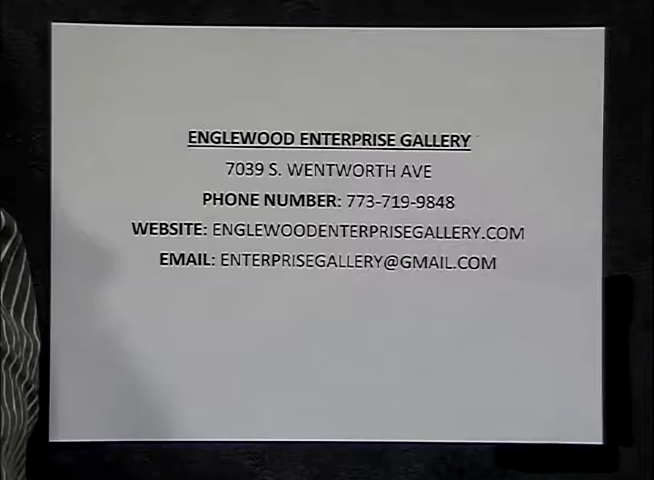 ENGLEWOOD ENTERPRISE GALLERY
7039 S. WENTWORTH AVE
PHONE NUMBER: 773-719-9848
WEBSITE: ENGLEWOODENTERPRISEGALLERY.COM
EMAIL: ENTERPRISEGALLERY@GMAIL.COM